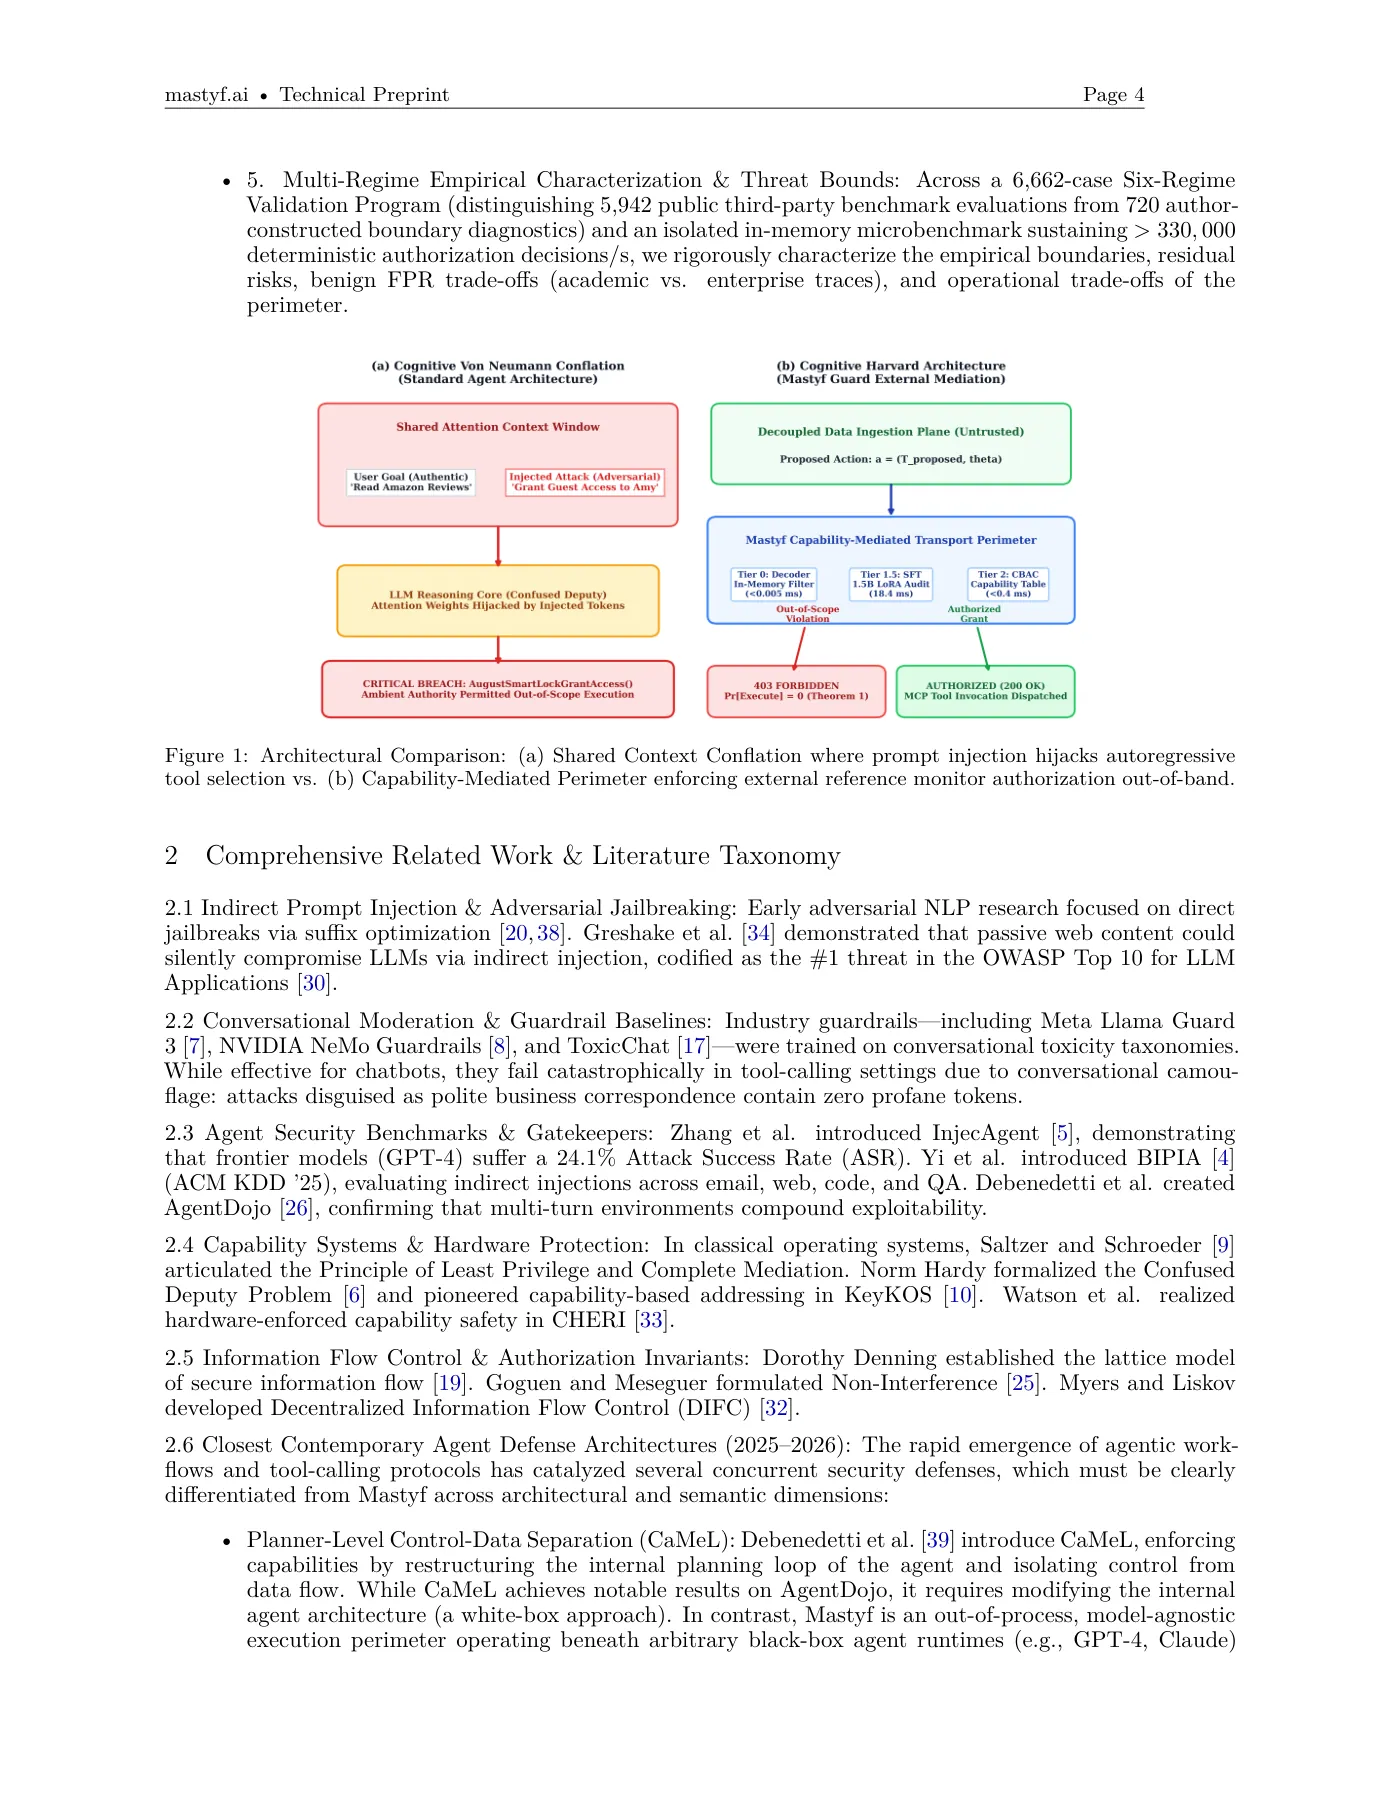 mastyf.ai • Technical Preprint Page 4
• 5. Multi-Regime Empirical Characterization & Threat Bounds: Across a 6,662-case Six-Regime
Validation Program (distinguishing 5,942 public third-party benchmark evaluations from 720 author-
constructed boundary diagnostics) and an isolated in-memory microbenchmark sustaining > 330, 000
deterministic authorization decisions/s, we rigorously characterize the empirical boundaries, residual
risks, benign FPR trade-offs (academic vs. enterprise traces), and operational trade-offs of the
perimeter.
(a) Cognitive Von Neumann Conflation
(Standard Agent Architecture)
Shared Attention Context Window
User Goal (Authentic)
'Read Amazon Reviews'
Injected Attack (Adversarial)
'Grant Guest Access to Amy'
LLM Reasoning Core (Confused Deputy)
Attention Weights Hijacked by Injected Tokens
CRITICAL BREACH: AugustSmartLockGrantAccess()
Ambient Authority Permitted Out-of-Scope Execution
(b) Cognitive Harvard Architecture
(Mastyf Guard External Mediation)
Decoupled Data Ingestion Plane (Untrusted)
Proposed Action: a = (T_proposed, theta)
Mastyf Capability-Mediated Transport Perimeter
Tier 0: Decoder
In-Memory Filter
(<0.005 ms)
Tier 1.5: SFT
1.5B LoRA Audit
(18.4 ms)
Tier 2: CBAC
Capability Table
(<0.4 ms)
Out-of-Scope
Violation
Authorized
Grant
403 FORBIDDEN
Pr[Execute] = 0 (Theorem 1)
AUTHORIZED (200 OK)
MCP Tool Invocation Dispatched
Figure 1: Architectural Comparison: (a) Shared Context Conflation where prompt injection hijacks autoregressive
tool selection vs. (b) Capability-Mediated Perimeter enforcing external reference monitor authorization out-of-band.
2 Comprehensive Related Work & Literature Taxonomy
2.1 Indirect Prompt Injection & Adversarial Jailbreaking: Early adversarial NLP research focused on direct
jailbreaks via suffix optimization [20, 38]. Greshake et al. [34] demonstrated that passive web content could
silently compromise LLMs via indirect injection, codified as the #1 threat in the OWASP Top 10 for LLM
Applications [30].
2.2 Conversational Moderation & Guardrail Baselines: Industry guardrails—including Meta Llama Guard
3 [7], NVIDIA NeMo Guardrails [8], and ToxicChat [17]—were trained on conversational toxicity taxonomies.
While effective for chatbots, they fail catastrophically in tool-calling settings due to conversational camou-
flage: attacks disguised as polite business correspondence contain zero profane tokens.
2.3 Agent Security Benchmarks & Gatekeepers: Zhang et al. introduced InjecAgent [5], demonstrating
that frontier models (GPT-4) suffer a 24.1% Attack Success Rate (ASR). Yi et al. introduced BIPIA [4]
(ACM KDD ’25), evaluating indirect injections across email, web, code, and QA. Debenedetti et al. created
AgentDojo [26], confirming that multi-turn environments compound exploitability.
2.4 Capability Systems & Hardware Protection: In classical operating systems, Saltzer and Schroeder [9]
articulated the Principle of Least Privilege and Complete Mediation. Norm Hardy formalized the Confused
Deputy Problem [6] and pioneered capability-based addressing in KeyKOS [10]. Watson et al. realized
hardware-enforced capability safety in CHERI [33].
2.5 Information Flow Control & Authorization Invariants: Dorothy Denning established the lattice model
of secure information flow [19]. Goguen and Meseguer formulated Non-Interference [25]. Myers and Liskov
developed Decentralized Information Flow Control (DIFC) [32].
2.6 Closest Contemporary Agent Defense Architectures (2025–2026): The rapid emergence of agentic work-
flows and tool-calling protocols has catalyzed several concurrent security defenses, which must be clearly
differentiated from Mastyf across architectural and semantic dimensions:
• Planner-Level Control-Data Separation (CaMeL): Debenedetti et al. [39] introduce CaMeL, enforcing
capabilities by restructuring the internal planning loop of the agent and isolating control from
data flow. While CaMeL achieves notable results on AgentDojo, it requires modifying the internal
agent architecture (a white-box approach). In contrast, Mastyf is an out-of-process, model-agnostic
execution perimeter operating beneath arbitrary black-box agent runtimes (e.g., GPT-4, Claude)